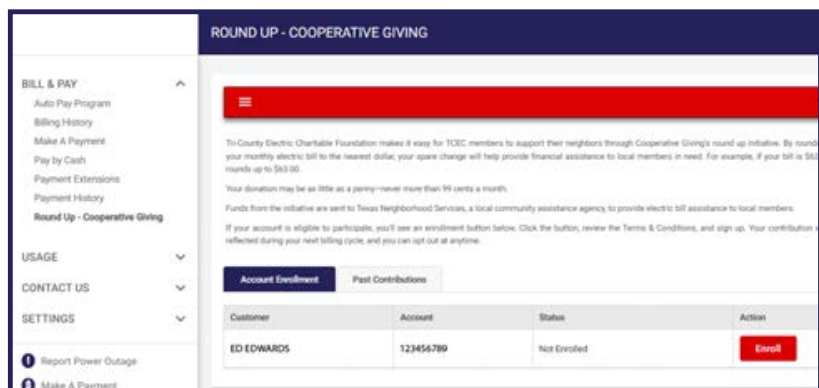 ROUND UP - COOPERATIVE GIVING
BILL & PAY
Auto Pay Program
Billing History
Make A Payment
Pay by Cash
Payment Extensions
Payment History
Round Up - Cooperative Giving
USAGE
CONTACT US
SETTINGS
Report Power Outage
Make A Payment
Tri-County Electric Charitable Foundation makes it easy for TCEC members to support their neighbors through Cooperative Giving's round up initiative. By round
your monthly electric bill to the nearest dollar, your spare change will help provide financial assistance to local members in need. For example, if your bill is $62
rounds up to $63.00.
Your donation may be as little as a penny—never more than 99 cents a month.
Funds from the initiative are sent to Texas Neighborhood Services, a local community assistance agency, to provide electric bill assistance to local members.
If your account is eligible to participate, you'll see an enrollment button below. Click the button, review the Terms & Conditions, and sign up. Your contribution
reflected during your next billing cycle, and you can opt out at anytime.
Account Enrollment Past Contributions
Customer Account Status Action
ED EDWARDS 123456789 Not Enrolled Enroll